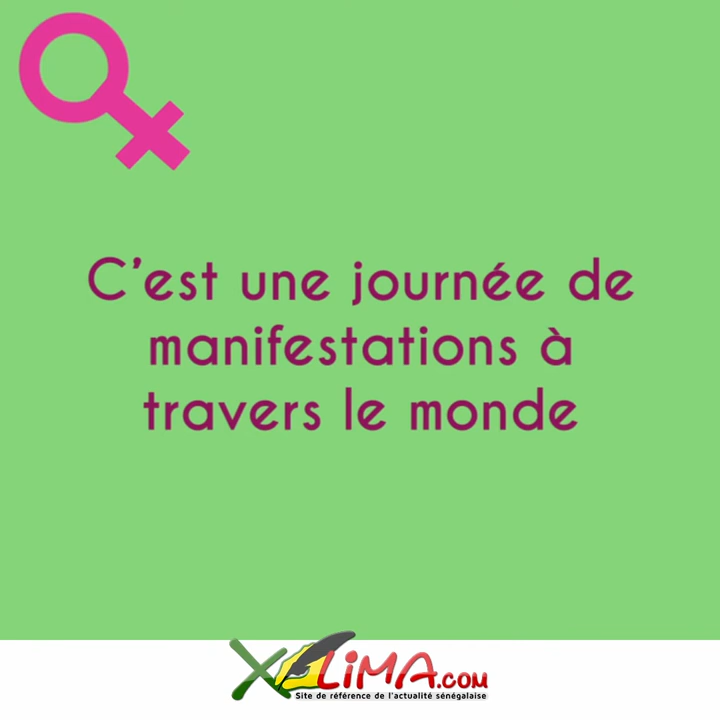 C'est une journée de
manifestations à
travers le monde
XALIMA.COM
Site de référence de l'actualité sénégalaise